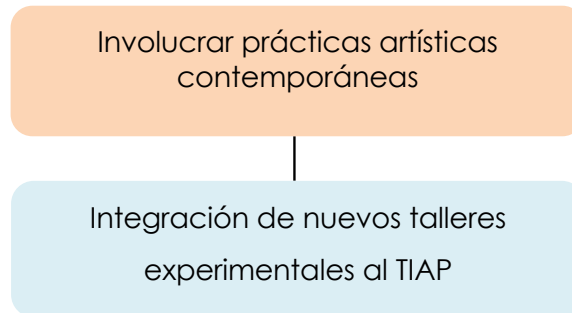 Involucrar prácticas artísticas
contemporáneas
Integración de nuevos talleres
experimentales al TIAP